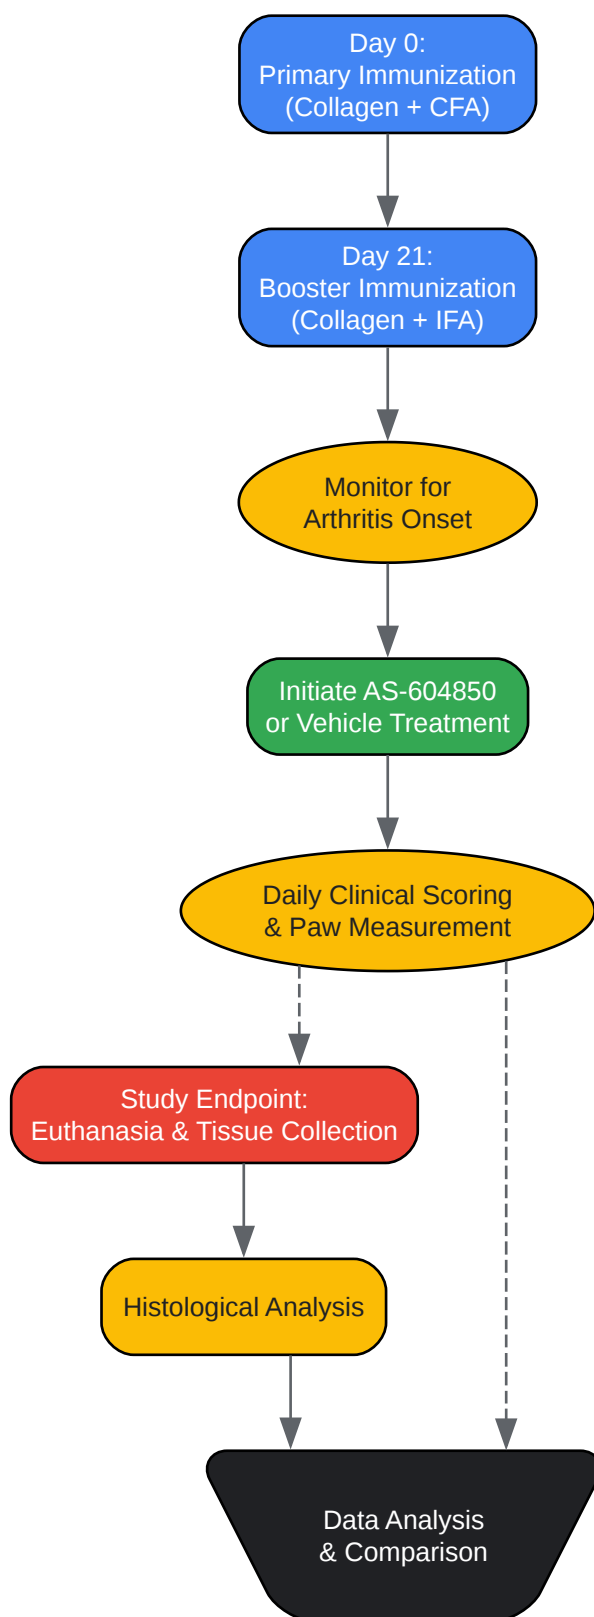 Day 0:
Primary Immunization
(Collagen + CFA)
Day 21:
Booster Immunization
(Collagen + IFA)
Monitor for
Arthritis Onset
Initiate AS-604850
or Vehicle Treatment
Daily Clinical Scoring
& Paw Measurement
Study Endpoint:
Euthanasia & Tissue Collection
Histological Analysis
Data Analysis
& Comparison